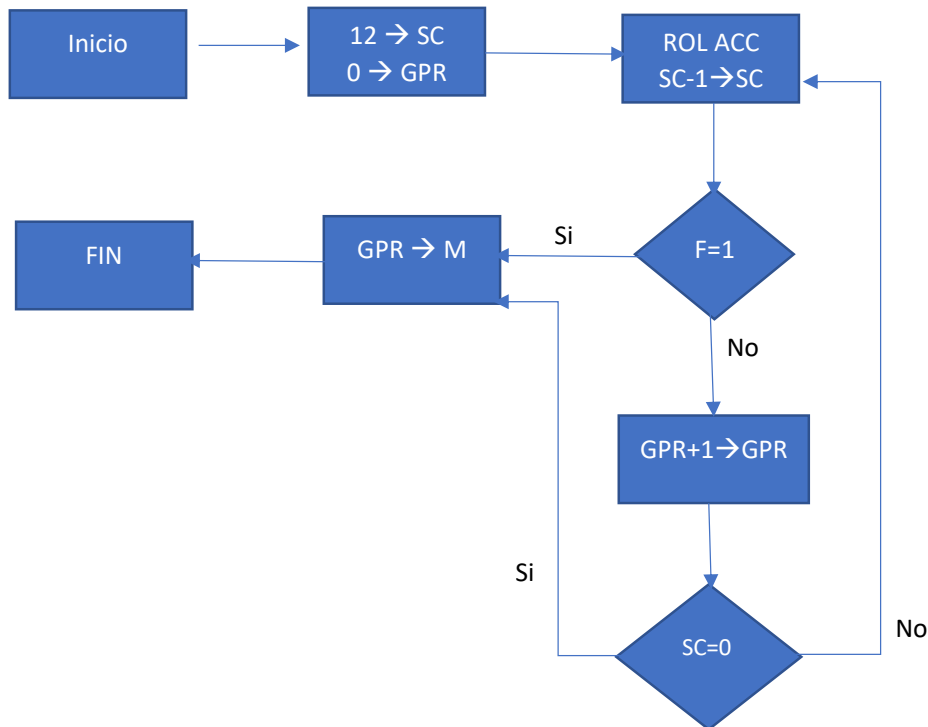 Inicio
12 → SC
0 → GPR
ROL ACC
SC-1→SC
F=1
Si
GPR → M
FIN
No
GPR+1→GPR
SC=0
Si
No